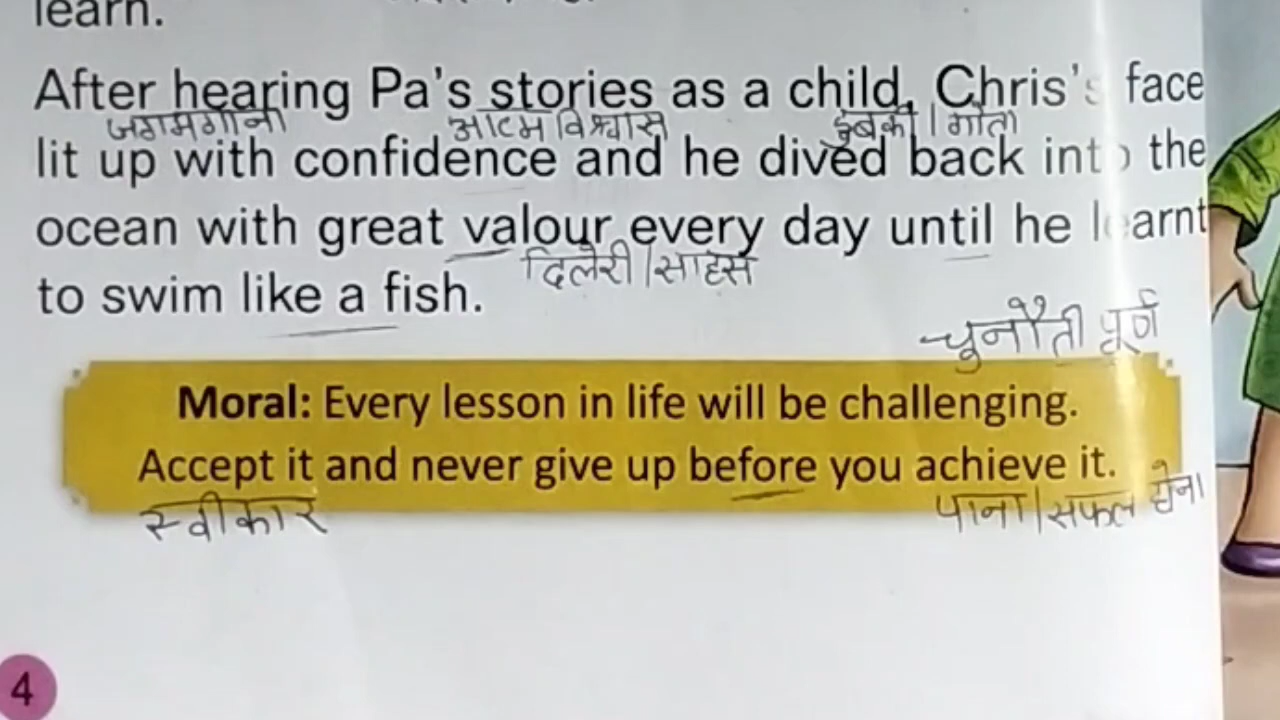 learn.
After hearing Pa's stories as a child, Chris's face
जगमगाना आत्मविश्वास डुबकी / गोता
lit up with confidence and he dived back into the
ocean with great valour every day until he learnt
दिलेरी / साहस
to swim like a fish.
चुनौती पूर्ण
Moral: Every lesson in life will be challenging.
Accept it and never give up before you achieve it.
स्वीकार पाना / सफल होना
4